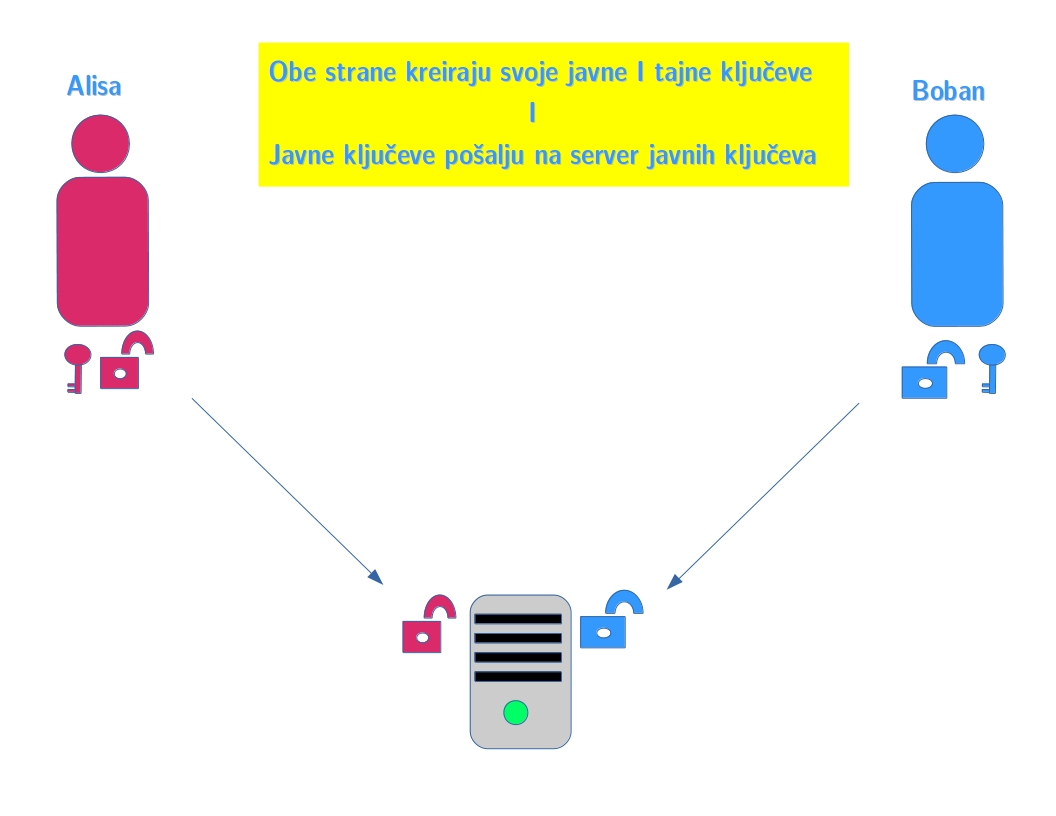 Alisa
Obe strane kreiraju svoje javne I tajne ključeve
I
Javne ključeve pošalju na server javnih ključeva
Boban